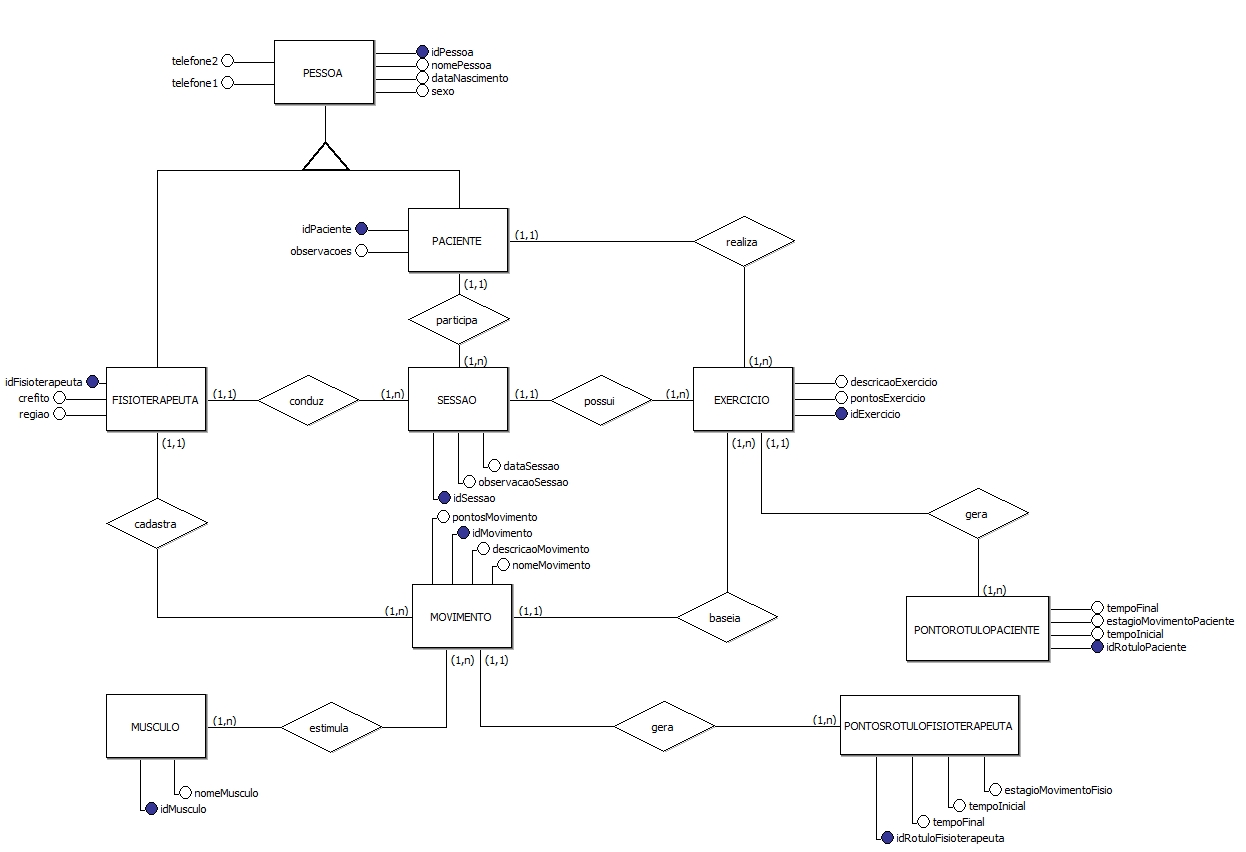 telefone2
telefone1
PESSOA
idPessoa
nomePessoa
dataNascimento
sexo
idPaciente
observacoes
PACIENTE
(1,1)
realiza
(1,1)
participa
(1,n)
(1,n)
idFisioterapeuta
crefito
regiao
FISIOTERAPEUTA
(1,1)
conduz
(1,n)
SESSAO
(1,1)
possui
(1,n)
EXERCICIO
descricaoExercicio
pontosExercicio
idExercicio
(1,1)
(1,n)
(1,1)
dataSessao
observacaoSessao
idSessao
cadastra
pontosMovimento
idMovimento
descricaoMovimento
nomeMovimento
gera
(1,n)
(1,n)
MOVIMENTO
(1,1)
baseia
PONTOROTULOPACIENTE
tempoFinal
estagioMovimentoPaciente
tempoInicial
idRotuloPaciente
(1,n)
(1,1)
MUSCULO
(1,n)
estimula
gera
(1,n)
PONTOSROTULOFISIOTERAPEUTA
nomeMusculo
idMusculo
estagioMovimentoFisio
tempoInicial
tempoFinal
idRotuloFisioterapeuta